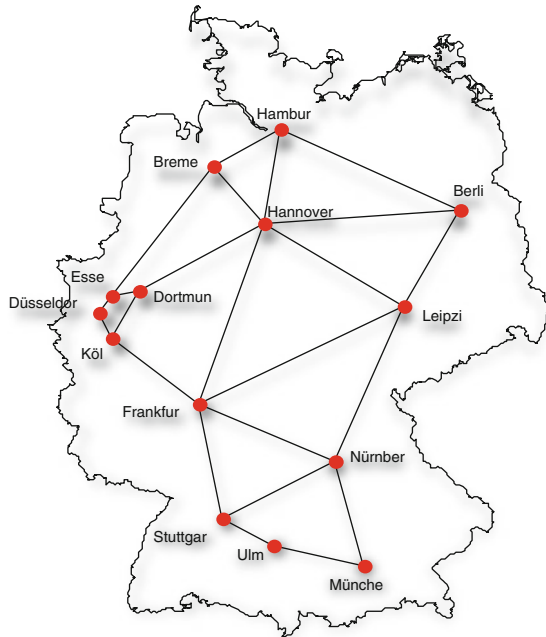 Hambur
Breme
Berli
Hannover
Esse
Dortmun
Düsseldor
Leipzi
Köl
Frankfur
Nürnber
Stuttgar
Ulm
Münche